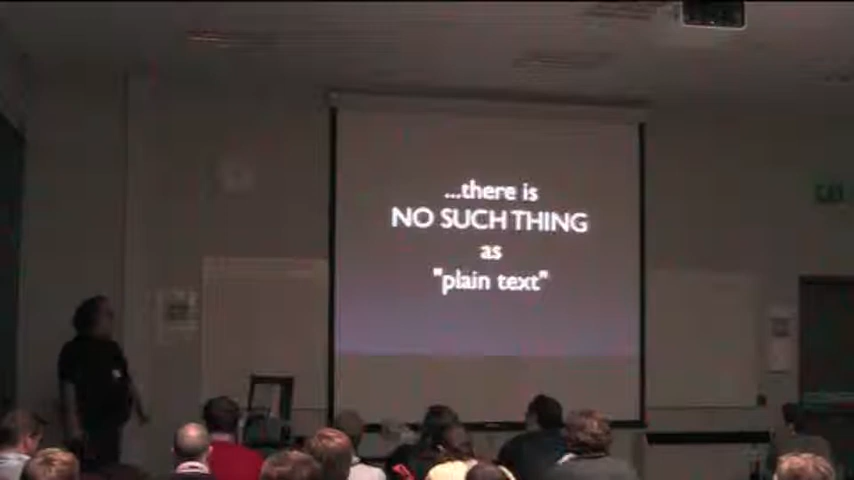 ...there is
NO SUCH THING
as
"plain text"